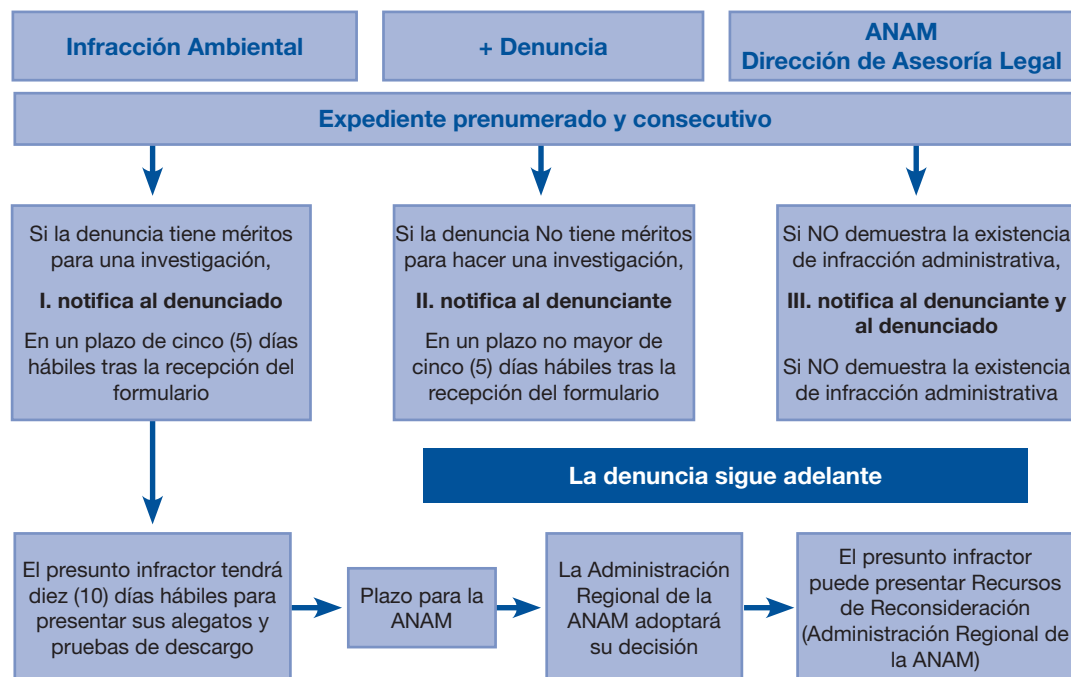 Infracción Ambiental
+ Denuncia
ANAM
Dirección de Asesoría Legal
Expediente prenumerado y consecutivo
Si la denuncia tiene méritos
para una investigación,
I. notifica al denunciado
En un plazo de cinco (5) días
hábiles tras la recepción del
formulario
Si la denuncia No tiene méritos
para hacer una investigación,
II. notifica al denunciante
En un plazo no mayor de
cinco (5) días hábiles tras la
recepción del formulario
Si NO demuestra la existencia
de infracción administrativa,
III. notifica al denunciante y
al denunciado
Si NO demuestra la existencia
de infracción administrativa
La denuncia sigue adelante
El presunto infractor tendrá
diez (10) días hábiles para
presentar sus alegatos y
pruebas de descargo
Plazo para la
ANAM
La Administración
Regional de la
ANAM adoptará
su decisión
El presunto infractor
puede presentar Recursos
de Reconsideración
(Administración Regional de
la ANAM)